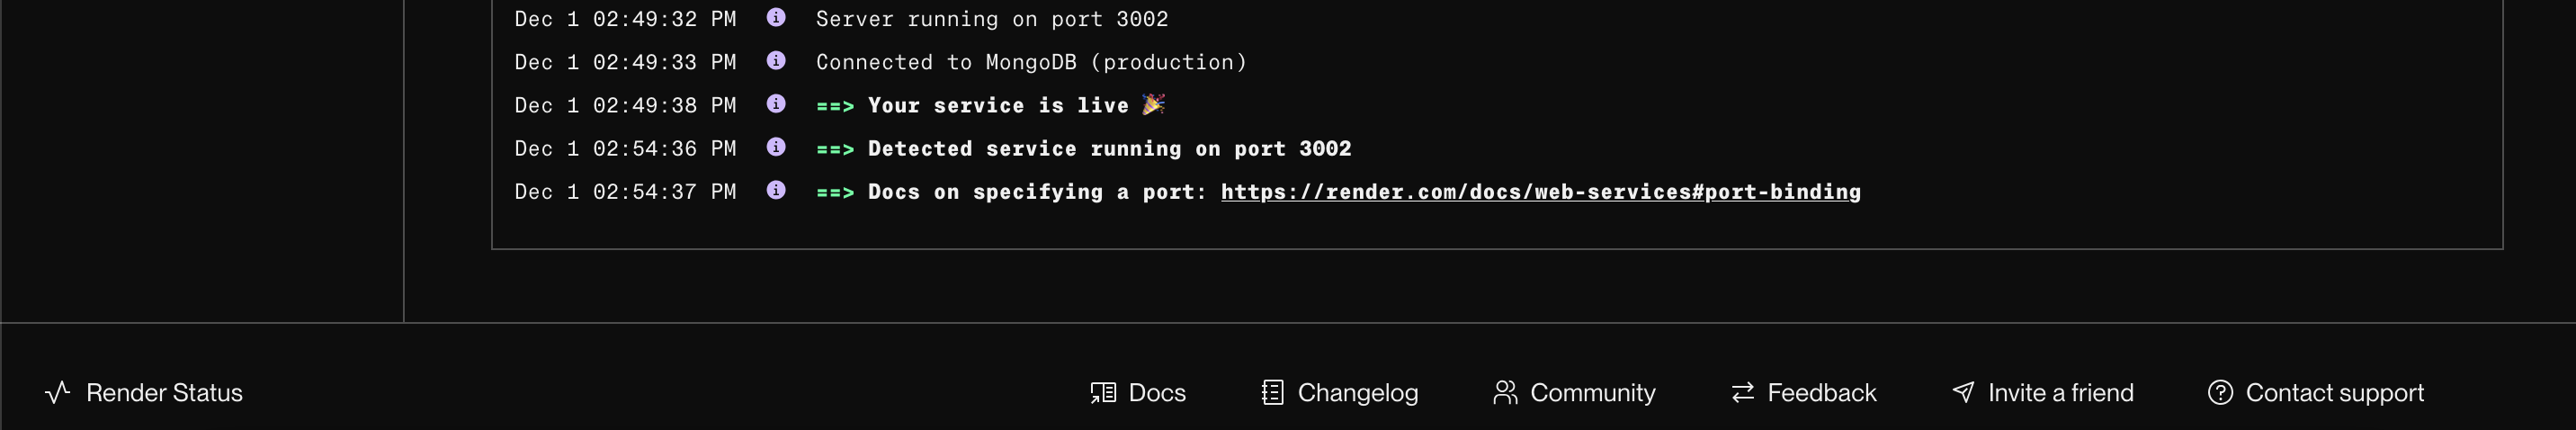 Dec 1 02:49:32 PM Server running on port 3002
Dec 1 02:49:33 PM Connected to MongoDB (production)
Dec 1 02:49:38 PM ==> Your service is live 🎉
Dec 1 02:54:36 PM ==> Detected service running on port 3002
Dec 1 02:54:37 PM ==> Docs on specifying a port: https://render.com/docs/web-services#port-binding
Render Status Docs Changelog Community Feedback Invite a friend Contact support